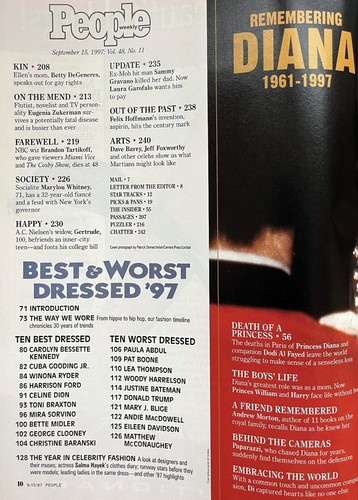 People
weekly
September 15, 1997; Vol. 48, No. 11
KIN • 208
Ellen's mom, Betty DeGeneres,
speaks out for gay rights
ON THE MEND • 213
Flutist, novelist and TV person-
ality Eugenia Zukerman sur-
vives a potentially fatal disease
and is busier than ever
FAREWELL • 219
NBC wiz Brandon Tartikoff,
who gave viewers Miami Vice
and The Cosby Show, dies at 48
SOCIETY • 226
Socialite Marylou Whitney,
71, has a 32-year-old fiancé
and a feud with New York's
governor
HAPPY • 230
A.C. Nielsen's widow, Gertrude,
100, befriends an inner-city
teen—and foots his college bill
UPDATE • 235
Ex-Mob hit man Sammy
Gravano killed her dad. Now
Laura Garofalo wants him
to pay
OUT OF THE PAST • 238
Felix Hoffmann's invention,
aspirin, hits the century mark
ARTS • 240
Dave Barry, Jeff Foxworthy
and other celebs show us what
Martians might look like
MAIL • 7
LETTER FROM THE EDITOR • 8
STAR TRACKS • 12
PICKS & PANS • 19
THE INSIDER • 55
PASSAGES • 207
PUZZLER • 216
CHATTER • 242
Cover photograph by Patrick Demarchelier/Camera Press London
BEST & WORST
DRESSED '97
71 INTRODUCTION
73 THE WAY WE WORE From hippie to hip hop, our fashion timeline
chronicles 30 years of trends
TEN BEST DRESSED
80 CAROLYN BESSETTE
KENNEDY
82 CUBA GOODING JR.
84 WINONA RYDER
86 HARRISON FORD
91 CELINE DION
93 TONI BRAXTON
96 MIRA SORVINO
100 BETTE MIDLER
102 GEORGE CLOONEY
104 CHRISTINE BARANSKI
TEN WORST DRESSED
106 PAULA ABDUL
109 PAT BOONE
110 LEA THOMPSON
112 WOODY HARRELSON
114 JUSTINE BATEMAN
117 DONALD TRUMP
121 MARY J. BLIGE
122 ANDIE MACDOWELL
125 EILEEN DAVIDSON
126 MATTHEW
McCONAUGHEY
128 THE YEAR IN CELEBRITY FASHION A look at designers and
their muses; actress Salma Hayek's clothes diary; runway stars before they
were models; leading ladies in the same dress—and other '97 highlights
10 9/15/97 PEOPLE
REMEMBERING
DIANA
1961-1997
DEATH OF A
PRINCESS • 56
The deaths in Paris of Princess Diana and
companion Dodi Al Fayed leave the world
struggling to make sense of a senseless loss
THE BOYS' LIFE
Diana's greatest role was as a mom. Now
Princes William and Harry face life without her
A FRIEND REMEMBERED
Andrew Morton, author of 11 books on the
royal family, recalls Diana as he knew her
BEHIND THE CAMERAS
Paparazzi, who chased Diana for years,
suddenly find themselves on the defensive
EMBRACING THE WORLD
With a common touch and uncommon
Di captured hearts like no one else